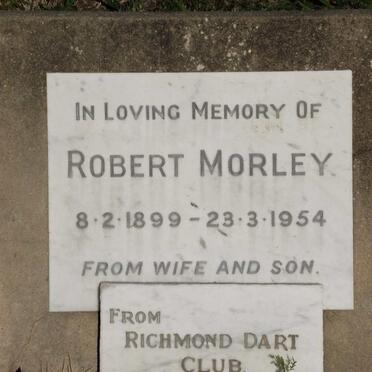 IN LOVING MEMORY OF
ROBERT MORLEY
8·2·1899 - 23·3·1954
FROM WIFE AND SON.
FROM
RICHMOND DART
CLUB.